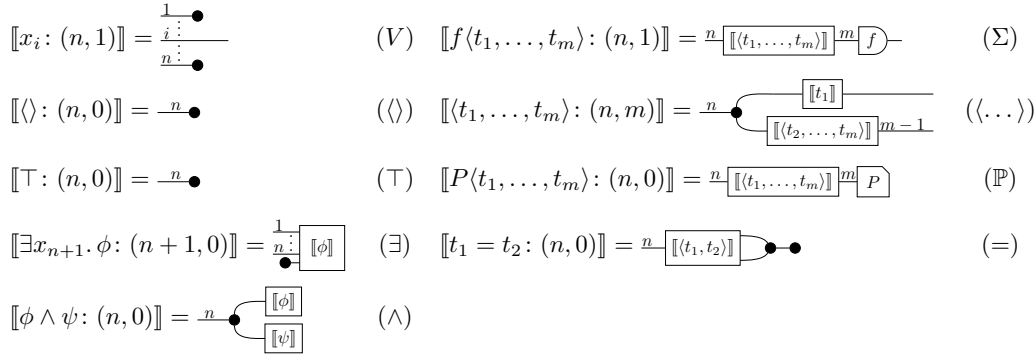 ⟦x_i : (n, 1)⟧ = 1 ⋮ i ⋮ n (V) ⟦f⟨t_1, …, t_m⟩ : (n, 1)⟧ = n ⟦⟨t_1, …, t_m⟩⟧ m f (Σ)
⟦⟨⟩ : (n, 0)⟧ = n (⟨⟩) ⟦⟨t_1, …, t_m⟩ : (n, m)⟧ = n ⟦t_1⟧ ⟦⟨t_2, …, t_m⟩⟧ m − 1 (⟨…⟩)
⟦⊤ : (n, 0)⟧ = n (⊤) ⟦P⟨t_1, …, t_m⟩ : (n, 0)⟧ = n ⟦⟨t_1, …, t_m⟩⟧ m P (ℙ)
⟦∃x_{n+1}. ϕ : (n + 1, 0)⟧ = 1 ⋮ n ⟦ϕ⟧ (∃) ⟦t_1 = t_2 : (n, 0)⟧ = n ⟦⟨t_1, t_2⟩⟧ (=)
⟦ϕ ∧ ψ : (n, 0)⟧ = n ⟦ϕ⟧ ⟦ψ⟧ (∧)